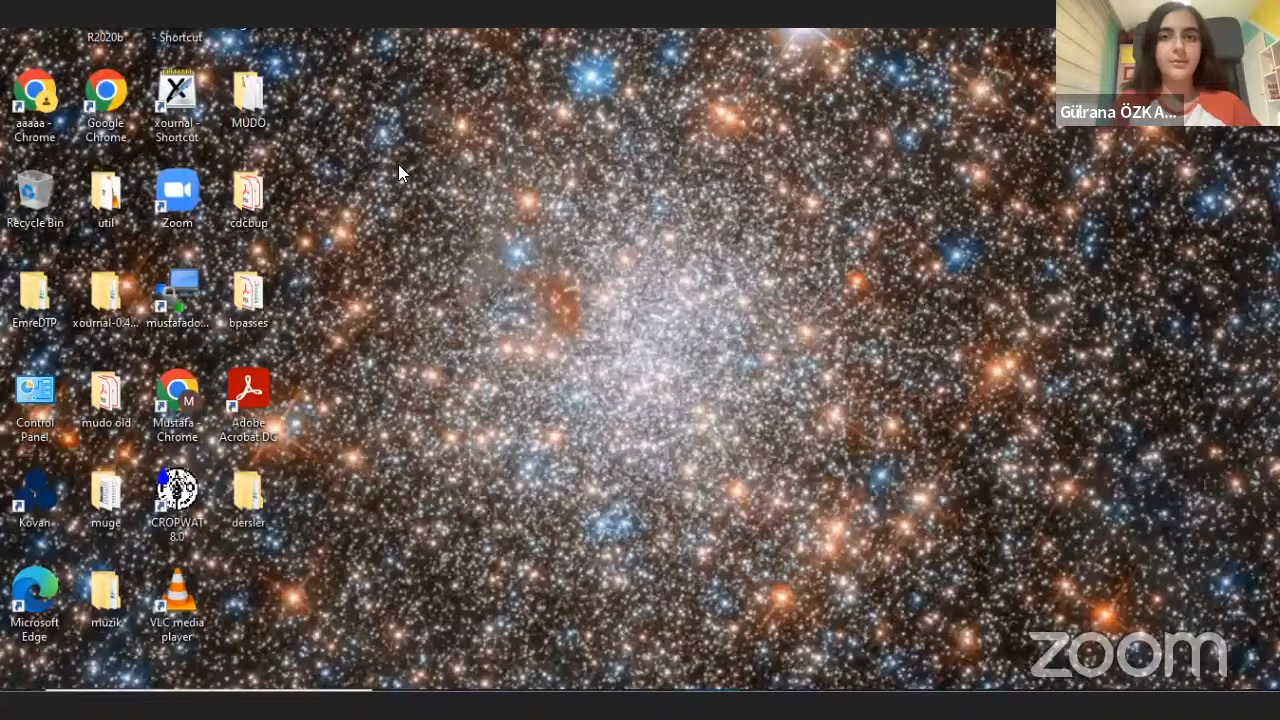 R2020b
- Shortcut
Gülrana ÖZKA...
aaaaa -
Chrome
Google
Chrome
xournal -
Shortcut
MUDO
Recycle Bin
util
Zoom
cdcbup
EmreDTP
xournal-0.4...
mustafado...
bpasses
Control
Panel
mudo old
Mustafa -
Chrome
M
Adobe
Acrobat DC
Kovan
muge
CROPWAT
8.0
dersler
Microsoft
Edge
muzik
VLC media
player
zoom